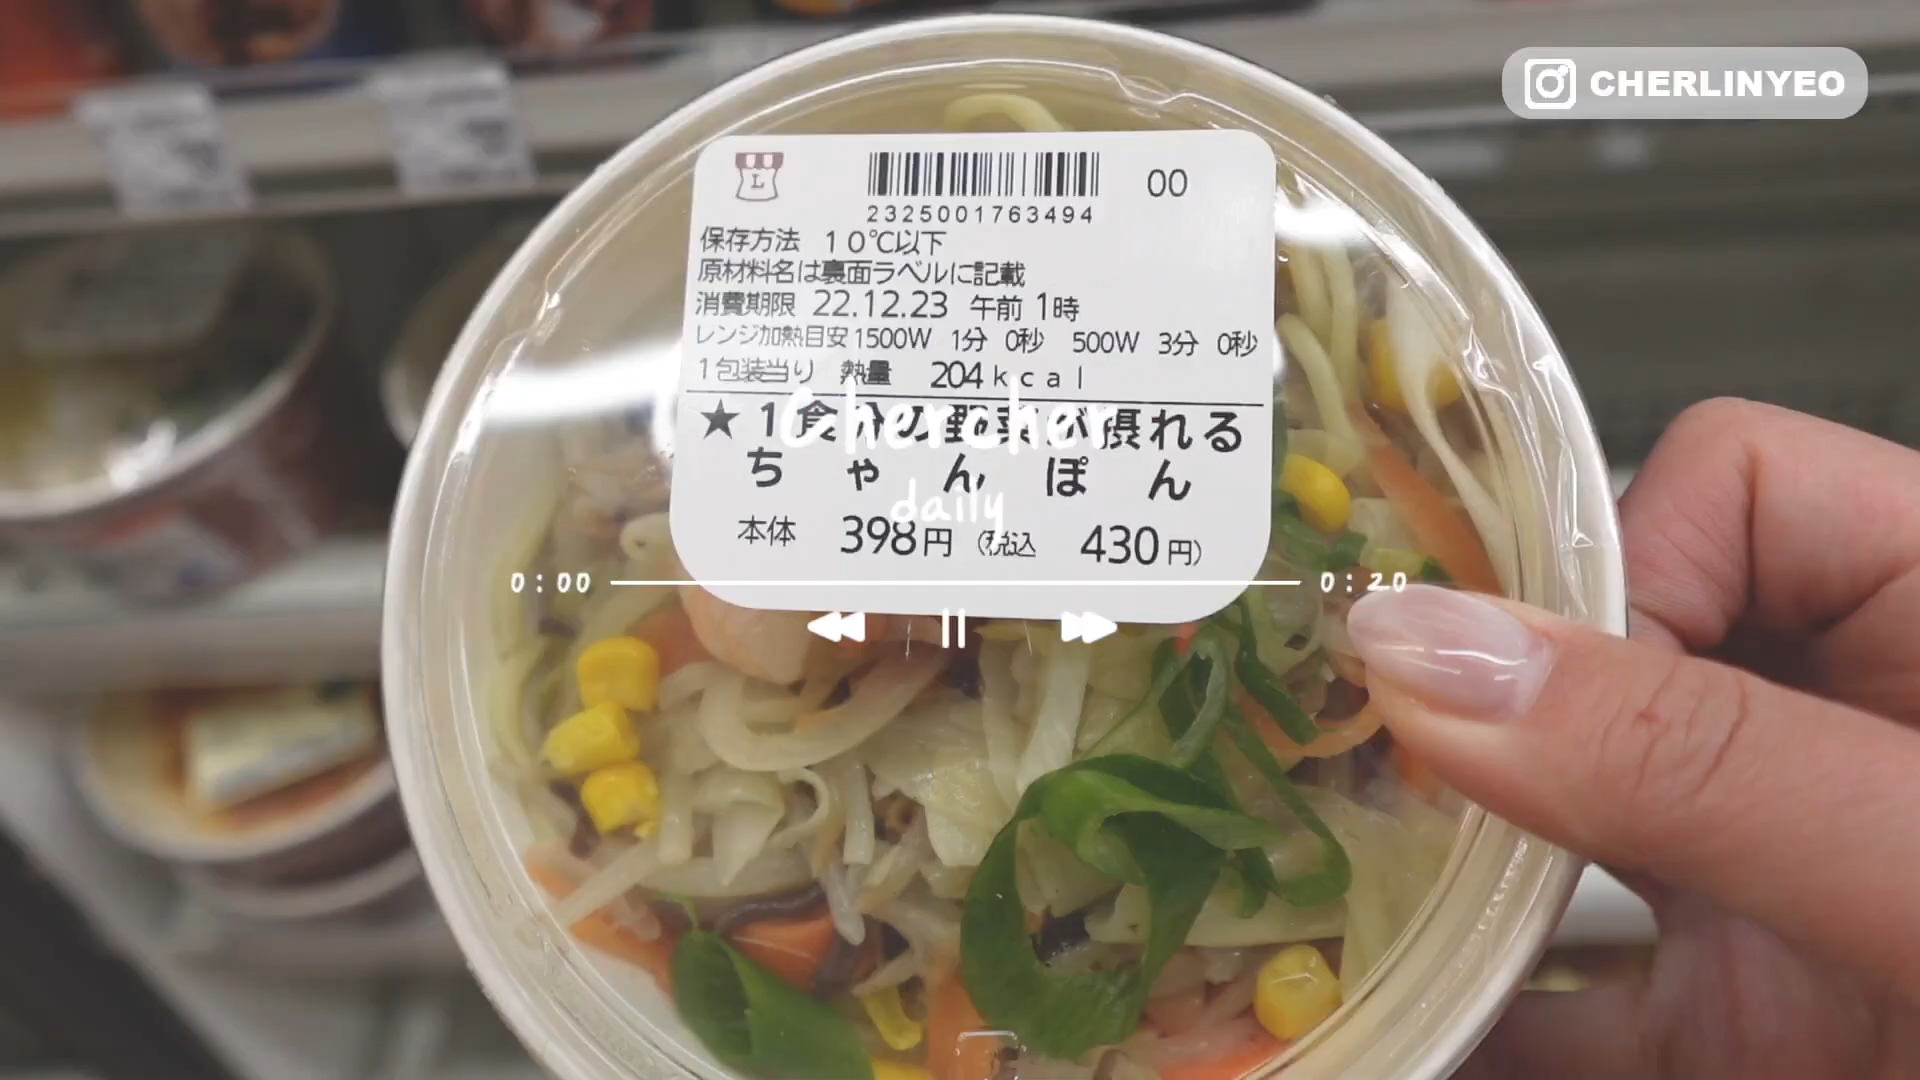 CHERLINYEO
L
00
2325001763494
保存方法 10℃以下
原材料名は裏面ラベルに記載
消費期限 22.12.23 午前 1時
レンジ加熱目安 1500W 1分 0秒 500W 3分 0秒
1包装当り 熱量 204kcal
★1食分の野菜が摂れる
ちゃんぽん
Chercher
daily
本体 398円 (税込 430円)
0:00 0:20